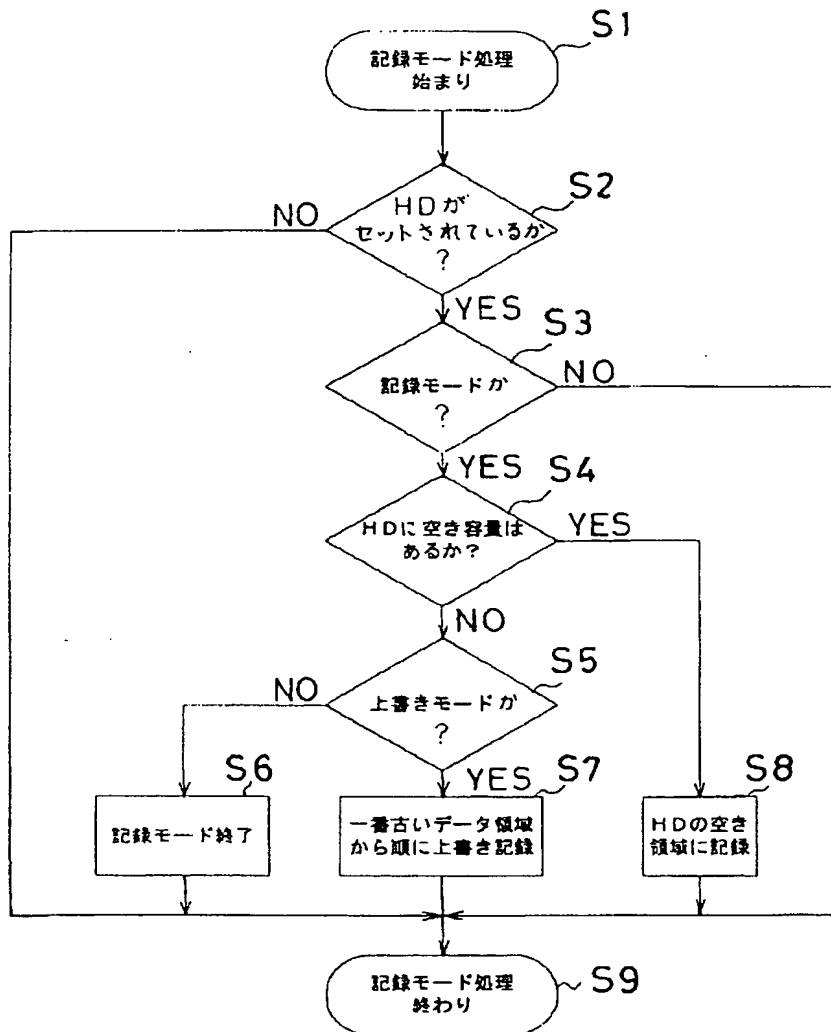 S1
記録モード処理
始まり
S2
HDが
セットされているか
?
NO
YES
S3
記録モードか
?
NO
YES
S4
HDに空き容量は
あるか?
YES
NO
S5
上書きモードか
?
NO
YES
S6
記録モード終了
S7
一番古いデータ領域
から順に上書き記録
S8
HDの空き
領域に記録
S9
記録モード処理
終わり